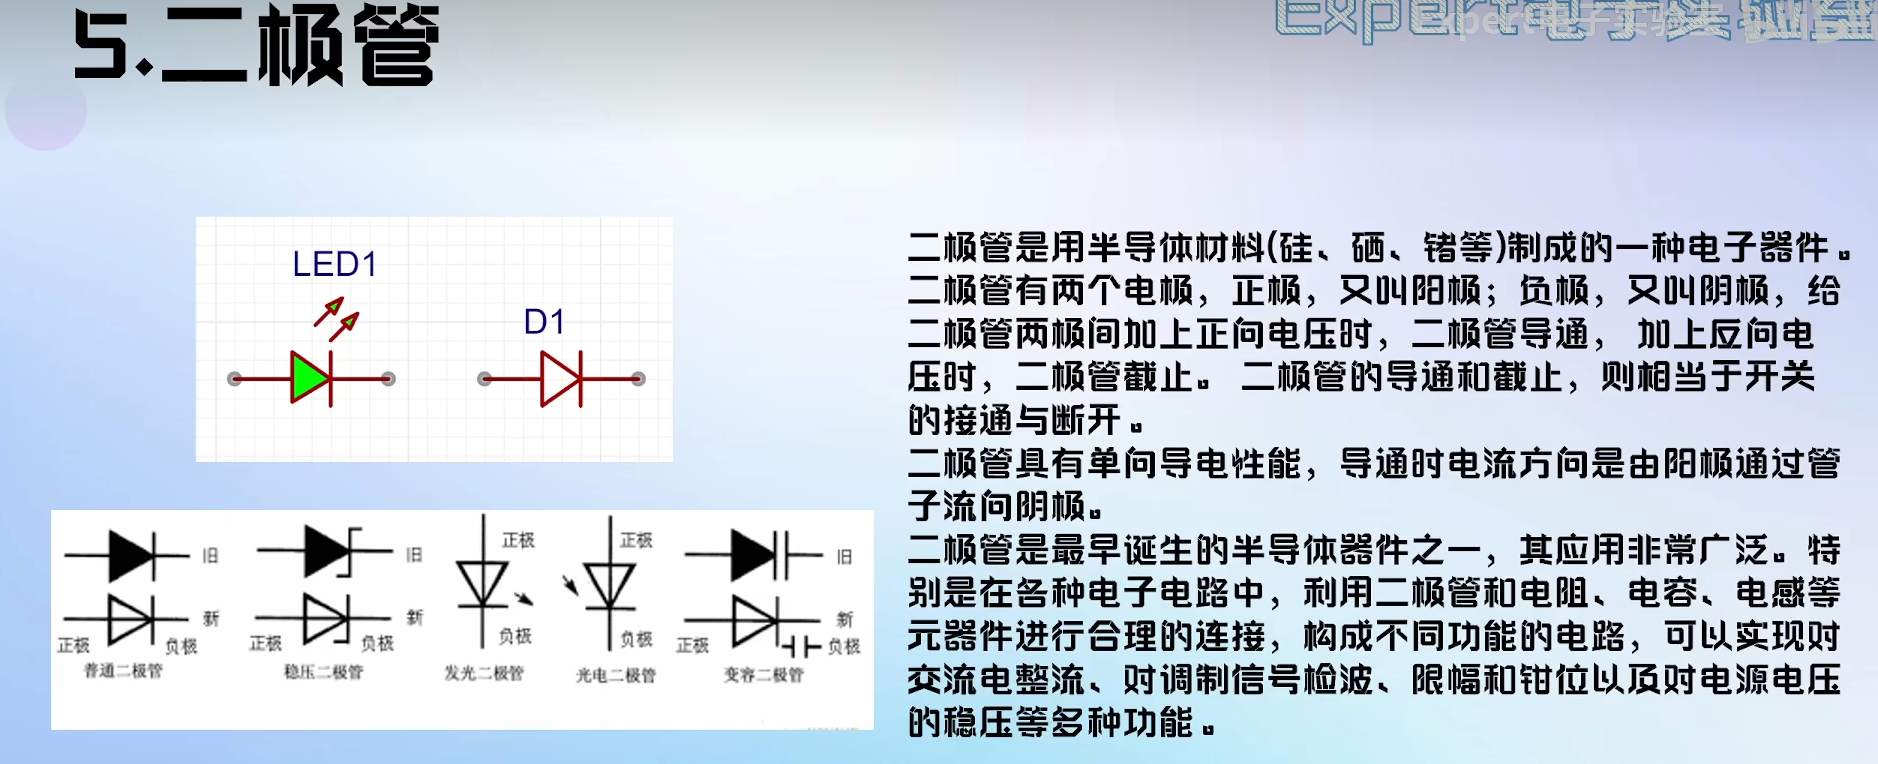 5.二极管
Expert电子实验室
LED1
D1
二极管是用半导体材料(硅、硒、锗等)制成的一种电子器件。
二极管有两个电极，正极，又叫阳极；负极，又叫阴极，给
二极管两极间加上正向电压时，二极管导通， 加上反向电
压时，二极管截止。 二极管的导通和截止，则相当于开关
的接通与断开。
二极管具有单向导电性能，导通时电流方向是由阳极通过管
子流向阴极。
二极管是最早诞生的半导体器件之一，其应用非常广泛。特
别是在各种电子电路中，利用二极管和电阻、电容、电感等
元器件进行合理的连接，构成不同功能的电路，可以实现对
交流电整流、对调制信号检波、限幅和钳位以及对电源电压
的稳压等多种功能。
旧
新
正极
负极
普通二极管
旧
新
正极
负极
稳压二极管
正极
负极
发光二极管
正极
负极
光电二极管
旧
新
正极
负极
变容二极管